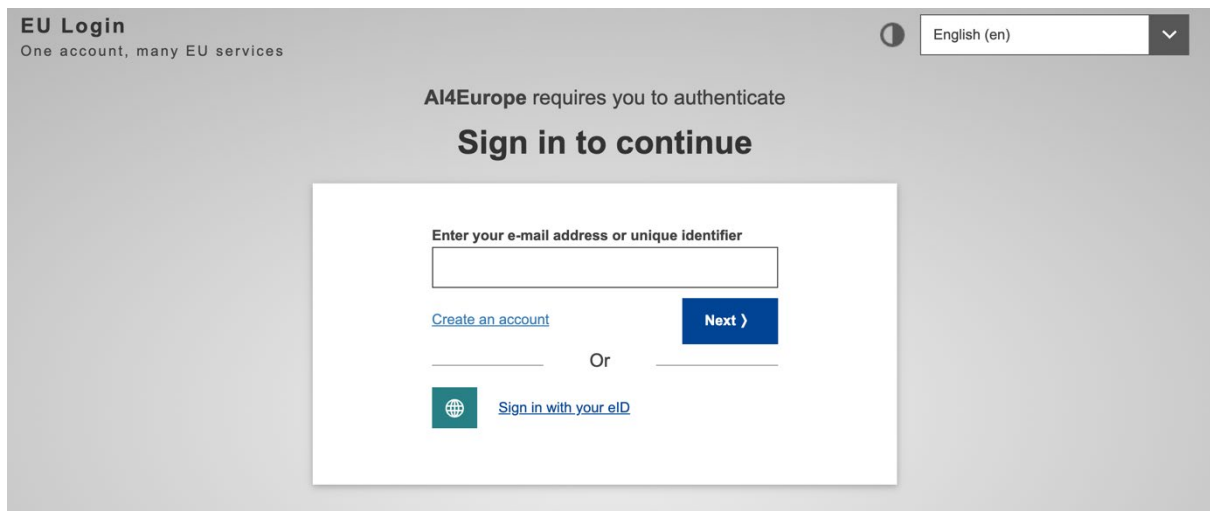 EU Login
One account, many EU services
English (en)
AI4Europe requires you to authenticate
Sign in to continue
Enter your e-mail address or unique identifier
Create an account
Next ⟩
Or
Sign in with your eID